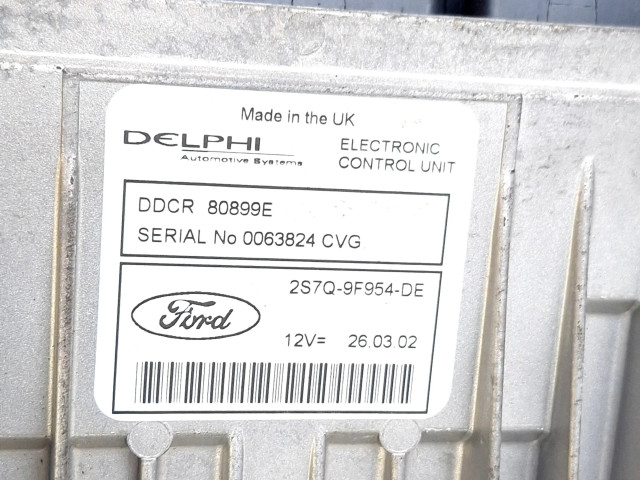 Made in the UK
DELPHI
Automotive Systems
ELECTRONIC
CONTROL UNIT
DDCR 80899E
SERIAL No 0063824 CVG
2S7Q-9F954-DE
Ford
12V= 26.03.02